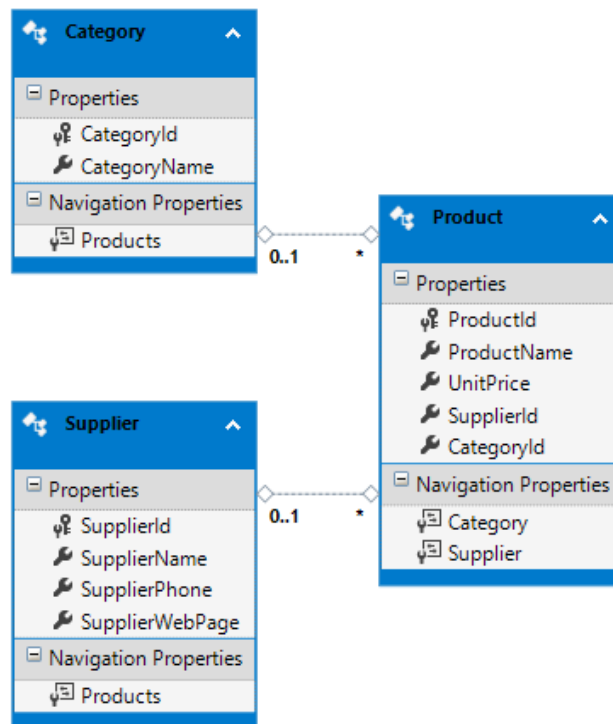 Category
Properties
CategoryId
CategoryName
Navigation Properties
Products
0..1
*
Product
Properties
ProductId
ProductName
UnitPrice
SupplierId
CategoryId
Navigation Properties
Category
Supplier
Supplier
Properties
SupplierId
SupplierName
SupplierPhone
SupplierWebPage
Navigation Properties
Products
0..1
*